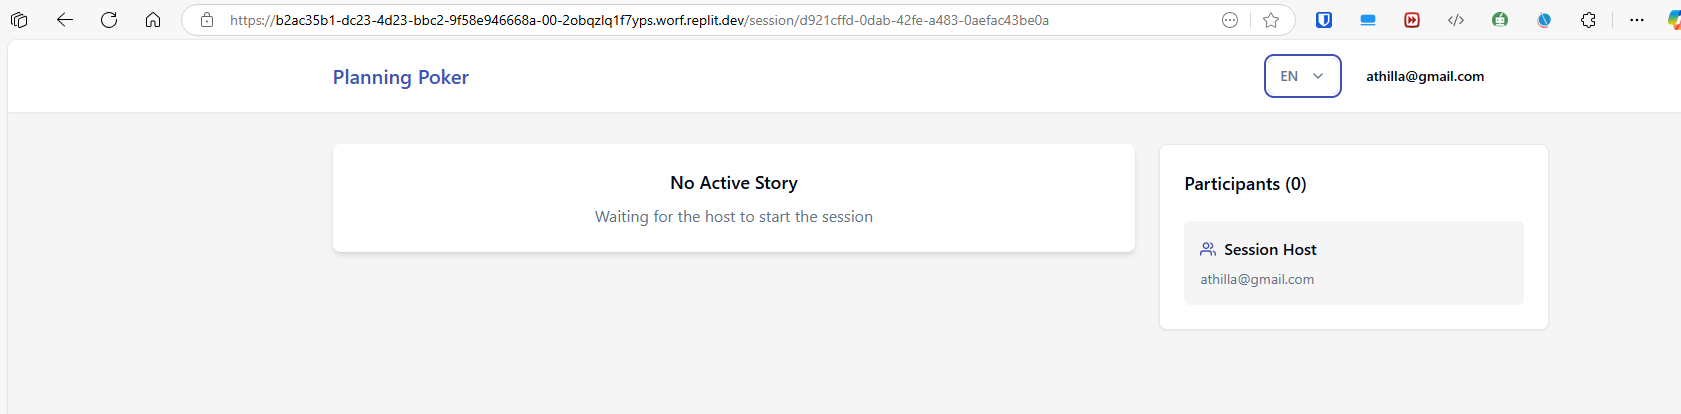 https://b2ac35b1-dc23-4d23-bbc2-9f58e946668a-00-2obqzlq1f7yps.worf.replit.dev/session/d921cffd-0dab-42fe-a483-0aefac43be0a
Planning Poker
EN
athilla@gmail.com
No Active Story
Waiting for the host to start the session
Participants (0)
Session Host
athilla@gmail.com